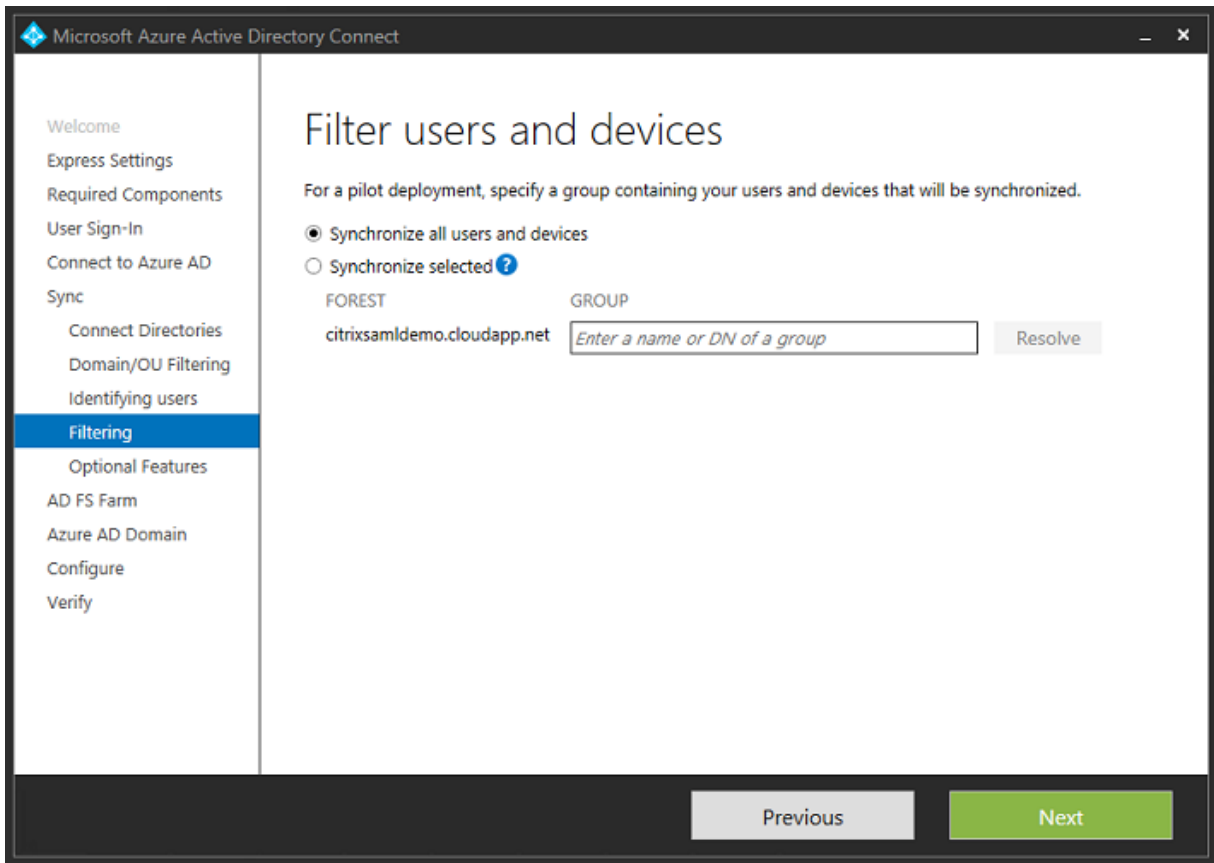 Microsoft Azure Active Directory Connect
Welcome
Express Settings
Required Components
User Sign-In
Connect to Azure AD
Sync
Connect Directories
Domain/OU Filtering
Identifying users
Filtering
Optional Features
AD FS Farm
Azure AD Domain
Configure
Verify
Filter users and devices
For a pilot deployment, specify a group containing your users and devices that will be synchronized.
Synchronize all users and devices
Synchronize selected ?
FOREST GROUP
citrixsamldemo.cloudapp.net Enter a name or DN of a group Resolve
Previous Next